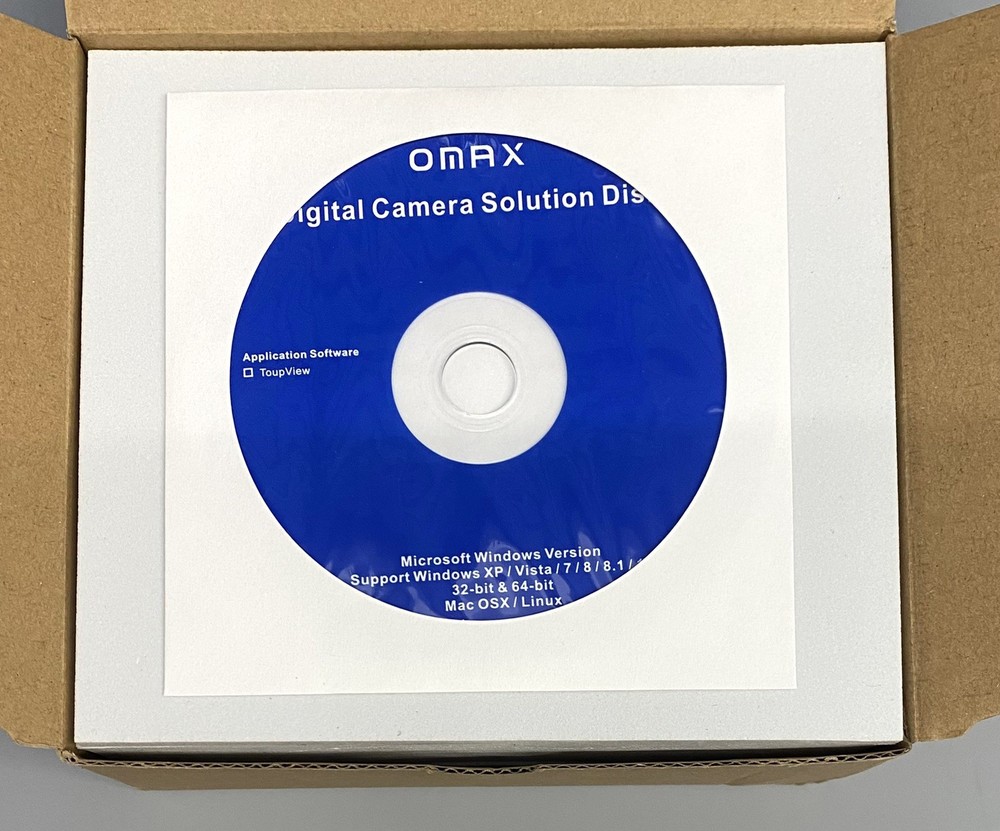 OMAX
Digital Camera Solution Dis
Application Software
ToupView
Microsoft Windows Version
Support Windows XP / Vista / 7 / 8 / 8.1 /
32-bit & 64-bit
Mac OSX / Linux